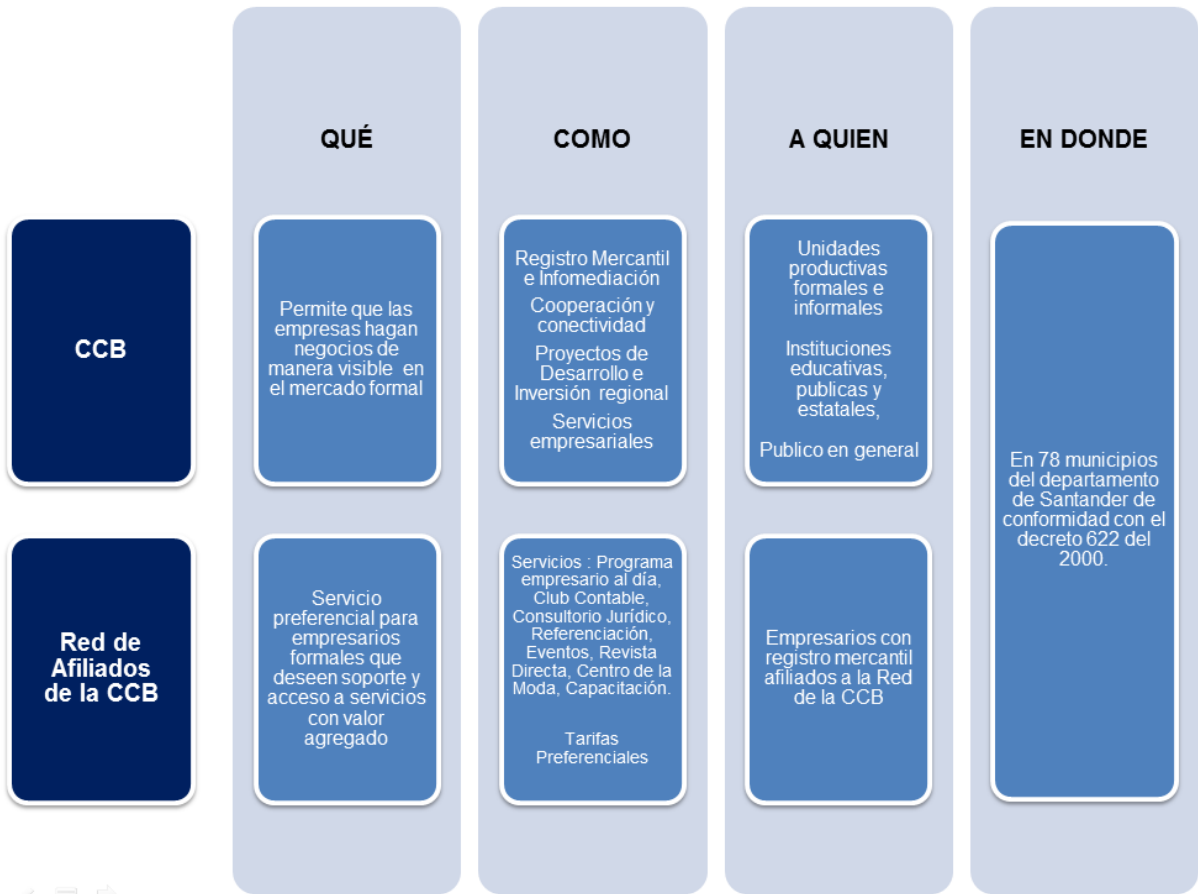 QUÉ
COMO
A QUIEN
EN DONDE
CCB
Permite que las
empresas hagan
negocios de
manera visible en
el mercado formal
Registro Mercantil
e Infomediación
Cooperación y
conectividad
Proyectos de
Desarrollo e
Inversión regional
Servicios
empresariales
Unidades
productivas
formales e
informales
Instituciones
educativas,
publicas y
estatales,
Publico en general
En 78 municipios
del departamento
de Santander de
conformidad con el
decreto 622 del
2000.
Red de
Afiliados
de la CCB
Servicio
preferencial para
empresarios
formales que
deseen soporte y
acceso a servicios
con valor
agregado
Servicios : Programa
empresario al día,
Club Contable,
Consultorio Jurídico,
Referenciación,
Eventos, Revista
Directa, Centro de la
Moda, Capacitación.
Tarifas
Preferenciales
Empresarios con
registro mercantil
afiliados a la Red
de la CCB